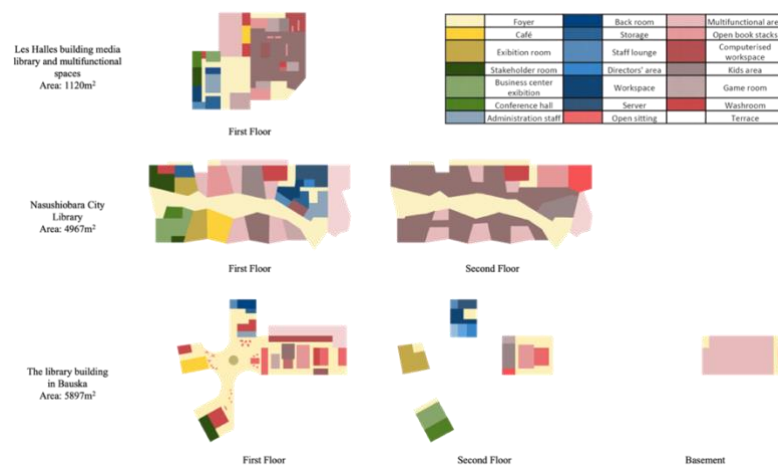 Les Halles building media
library and multifunctional
spaces
Area: 1120m²
First Floor
Foyer
Back room
Multifunctional are
Café
Storage
Open book stacks
Exibition room
Staff lounge
Computerised
workspace
Stakeholder room
Directors' area
Kids area
Business center
exibition
Workspace
Game room
Conference hall
Server
Washroom
Administration staff
Open sitting
Terrace
Nasushiobara City
Library
Area: 4967m²
First Floor
Second Floor
The library building
in Bauska
Area: 5897m²
First Floor
Second Floor
Basement